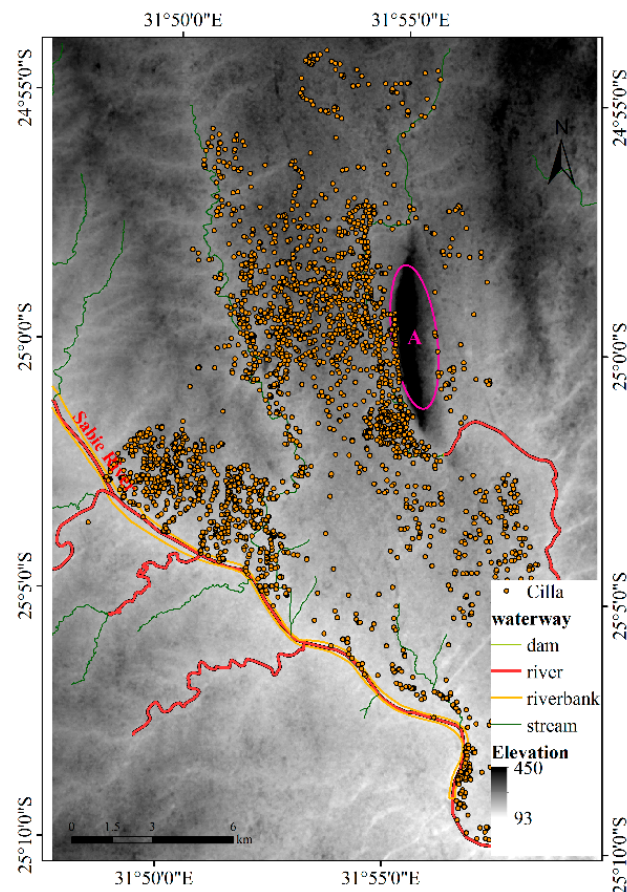 31°50'0"E 31°55'0"E
24°55'0"S 24°55'0"S
N
25°0'0"S A 25°0'0"S
Sabie River
25°5'0"S 25°5'0"S
Cilla
waterway
dam
river
riverbank
stream
Elevation
450
93
0 1.5 3 6
km
25°10'0"S 25°10'0"S
31°50'0"E 31°55'0"E